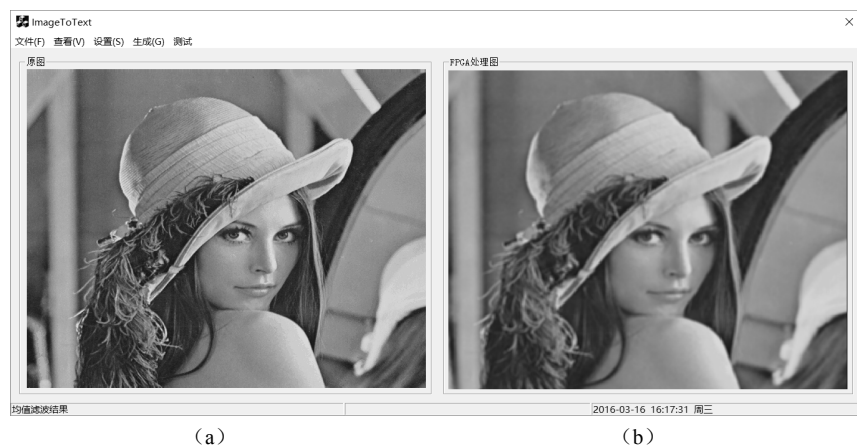 ImageToText
文件(F) 查看(V) 设置(S) 生成(G) 测试
原图
FPGA处理图
均值滤波结果
2016-03-16 16:17:31 周三
(a)
(b)